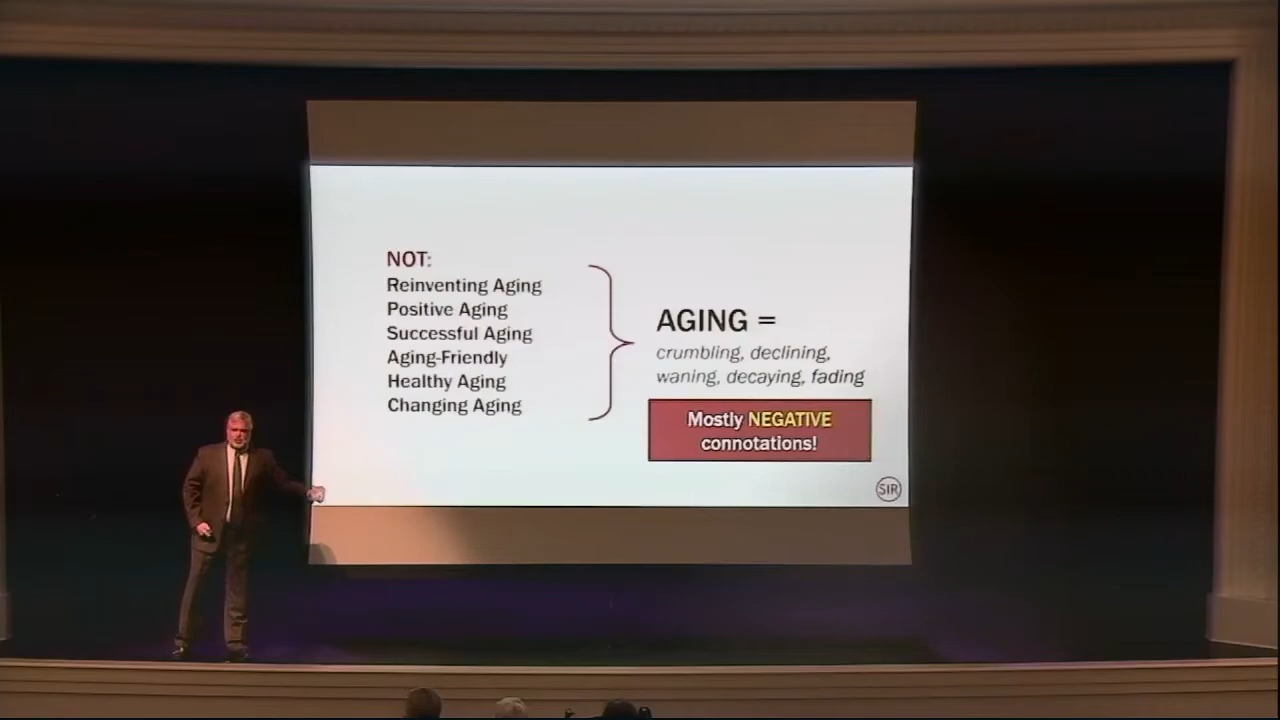 NOT:
Reinventing Aging
Positive Aging
Successful Aging
Aging-Friendly
Healthy Aging
Changing Aging
AGING =
crumbling, declining,
waning, decaying, fading
Mostly NEGATIVE
connotations!
SIR